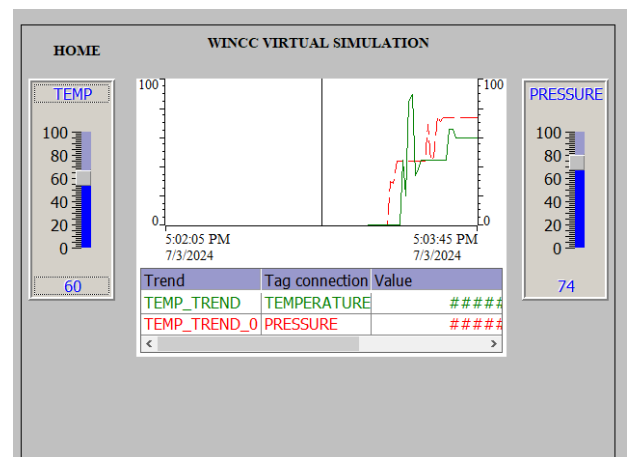 HOME
WINCC VIRTUAL SIMULATION
TEMP
100
80
60
40
20
0
60
100 100
0 0
5:02:05 PM 5:03:45 PM
7/3/2024 7/3/2024
Trend Tag connection Value
TEMP_TREND TEMPERATURE #####
TEMP_TREND_0 PRESSURE #####
PRESSURE
100
80
60
40
20
0
74